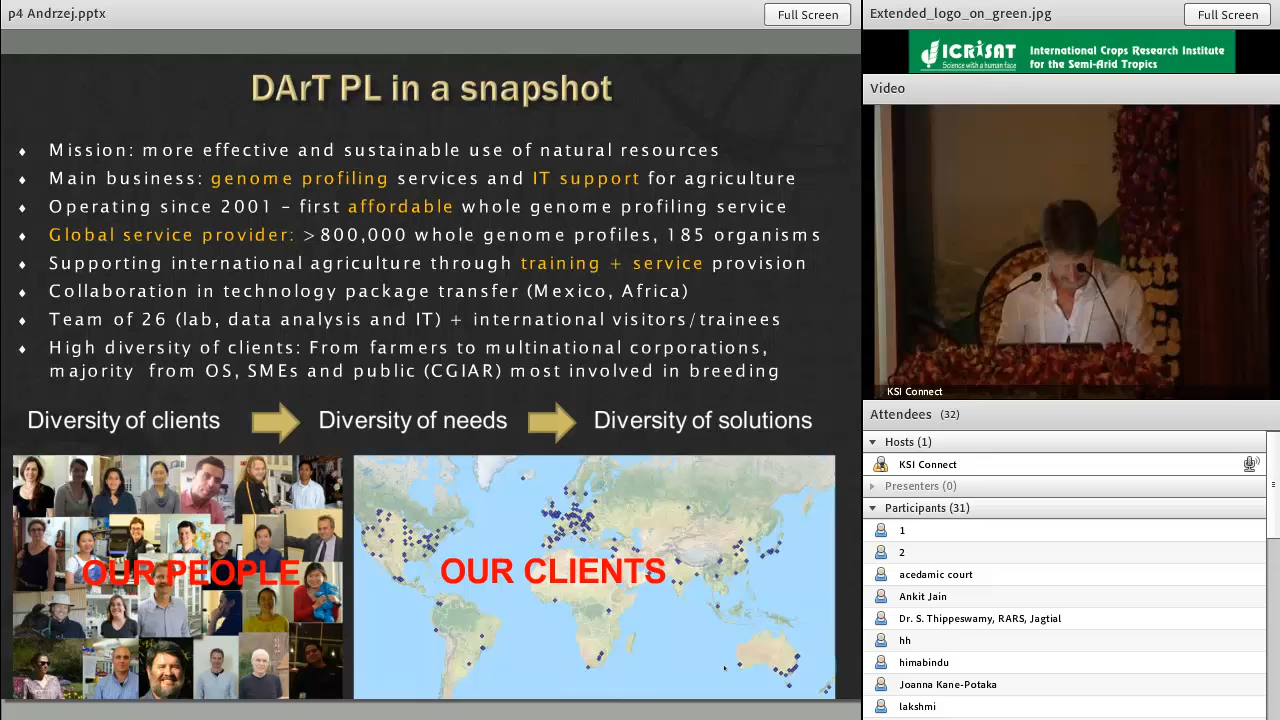 p4 Andrzej.pptx
Full Screen
DArT PL in a snapshot
Mission: more effective and sustainable use of natural resources
Main business: genome profiling services and IT support for agriculture
Operating since 2001 – first affordable whole genome profiling service
Global service provider: >800,000 whole genome profiles, 185 organisms
Supporting international agriculture through training + service provision
Collaboration in technology package transfer (Mexico, Africa)
Team of 26 (lab, data analysis and IT) + international visitors/trainees
High diversity of clients: From farmers to multinational corporations,
majority from OS, SMEs and public (CGIAR) most involved in breeding
Diversity of clients
Diversity of needs
Diversity of solutions
OUR PEOPLE
OUR CLIENTS
Extended_logo_on_green.jpg
Full Screen
ICRISAT
Science with a human face
International Crops Research Institute
for the Semi-Arid Tropics
Video
KSI Connect
Attendees (32)
Hosts (1)
KSI Connect
Presenters (0)
Participants (31)
1
2
acedamic court
Ankit Jain
Dr. S. Thippeswamy, RARS, Jagtial
hh
himabindu
Joanna Kane-Potaka
lakshmi